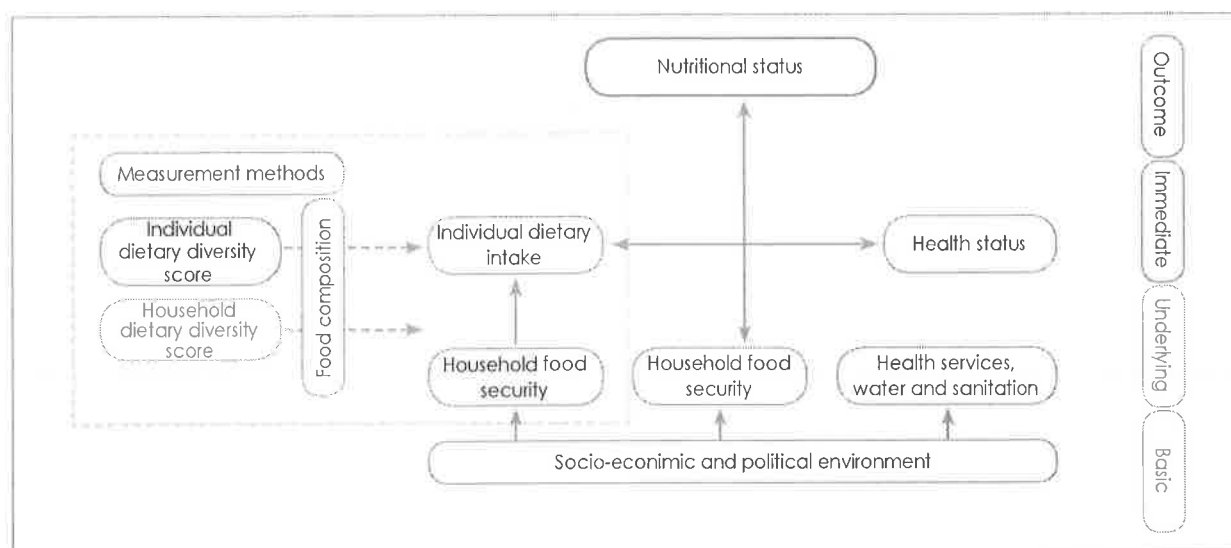 Nutritional status
Measurement methods
Individual
dietary diversity
score
Household
dietary diversity
score
Food composition
Individual dietary
intake
Health status
Household food
security
Household food
security
Health services,
water and sanitation
Socio-econimic and political environment
Outcome
Immediate
Underlying
Basic